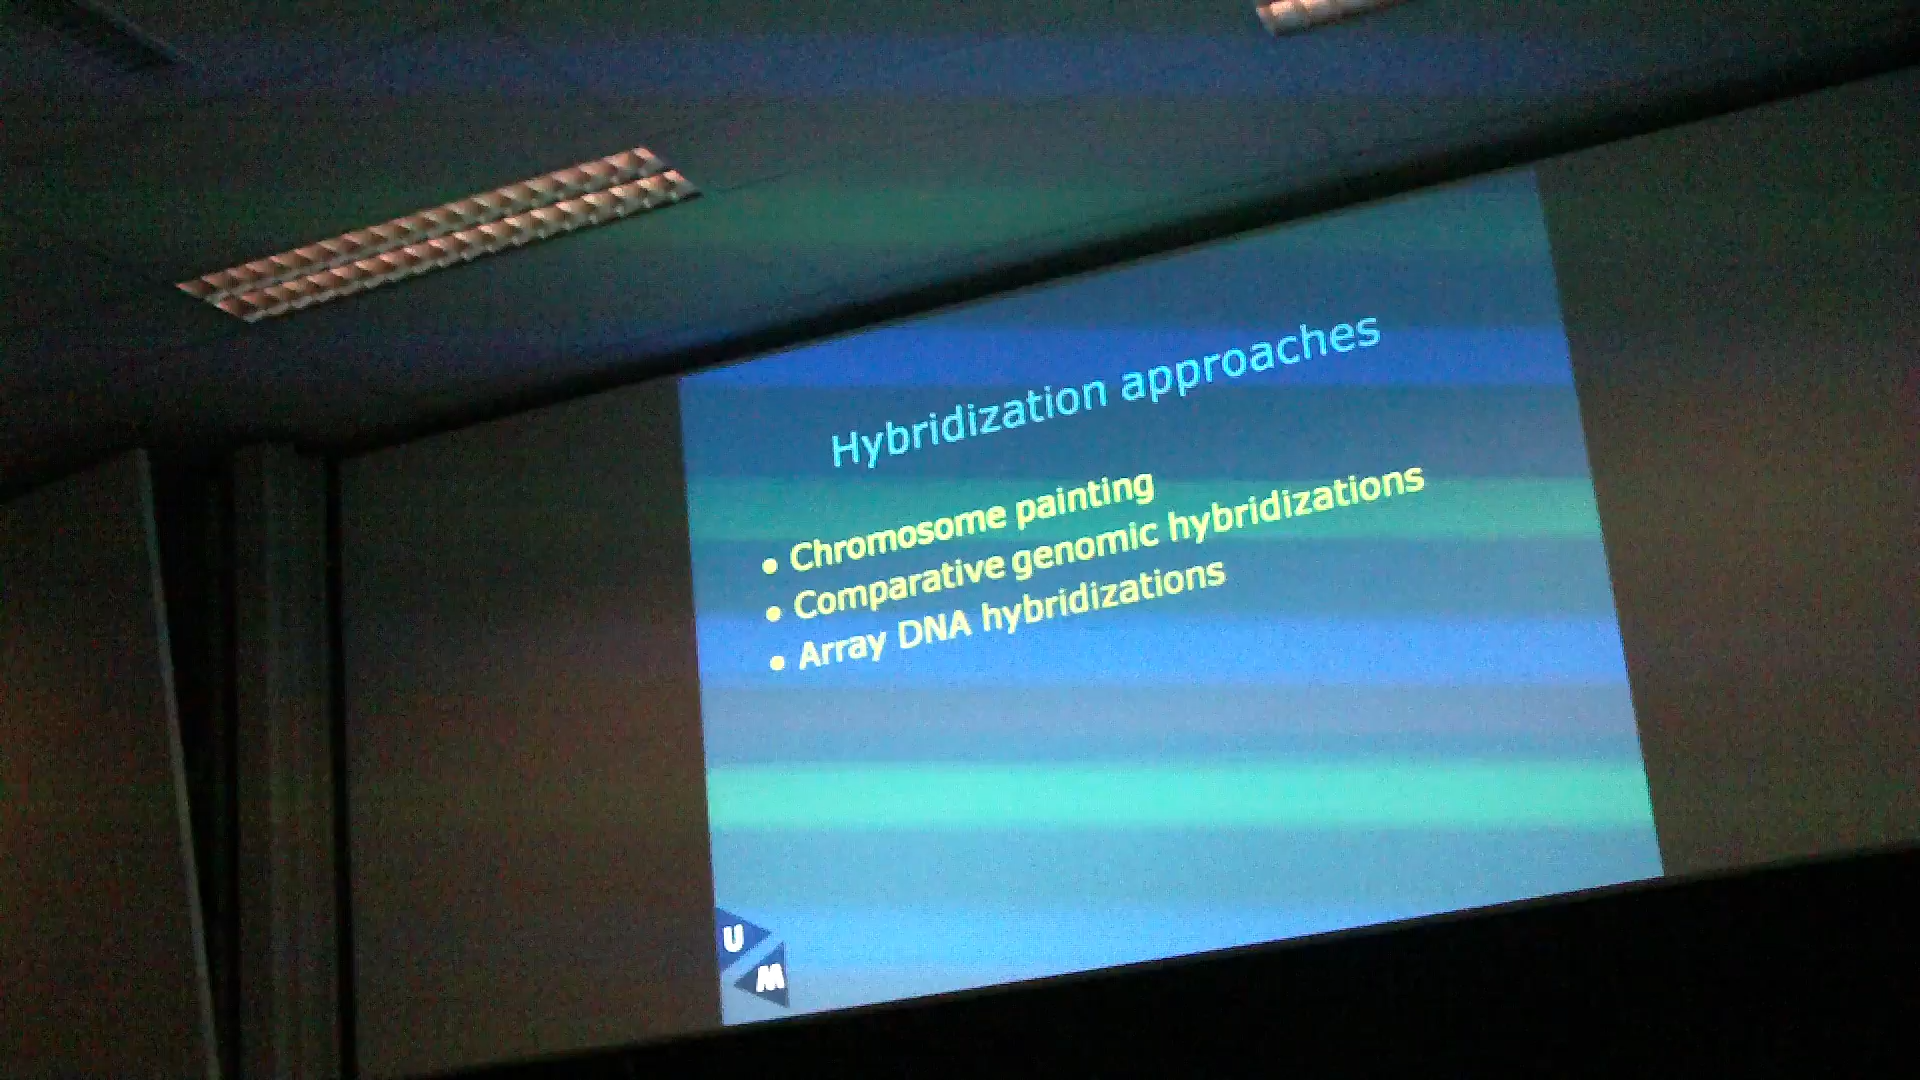 Hybridization approaches
• Chromosome painting
• Comparative genomic hybridizations
• Array DNA hybridizations
U
M